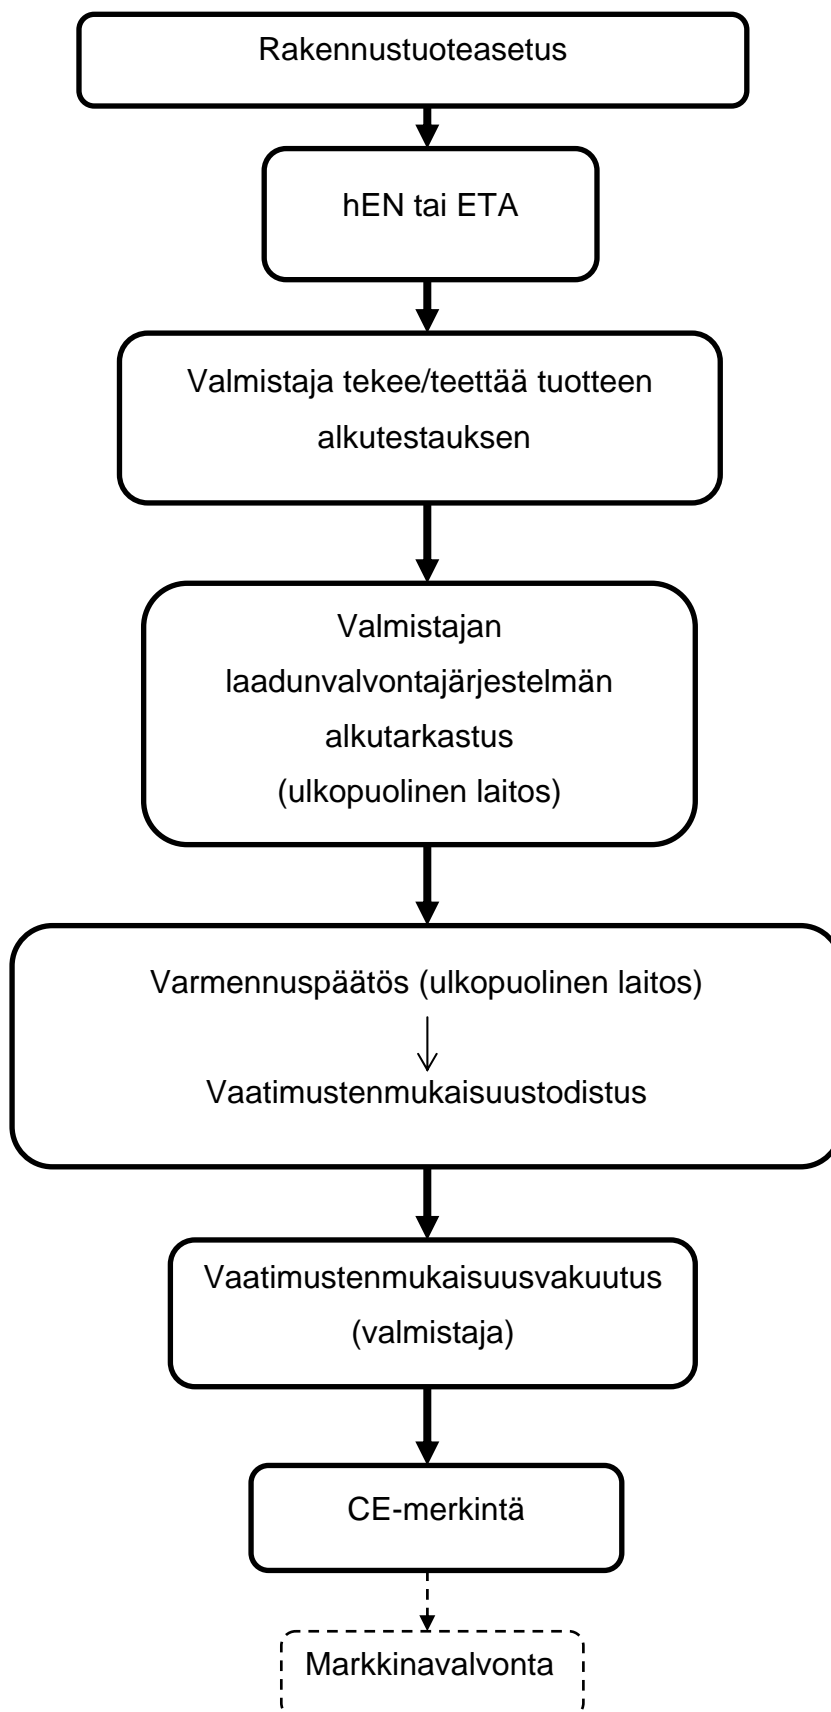 Rakennustuoteasetus
hEN tai ETA
Valmistaja tekee/teettää tuotteen
alkutestauksen
Valmistajan
laadunvalvontajärjestelmän
alkutarkastus
(ulkopuolinen laitos)
Varmennuspäätös (ulkopuolinen laitos)
Vaatimustenmukaisuustodistus
Vaatimustenmukaisuusvakuutus
(valmistaja)
CE-merkintä
Markkinavalvonta